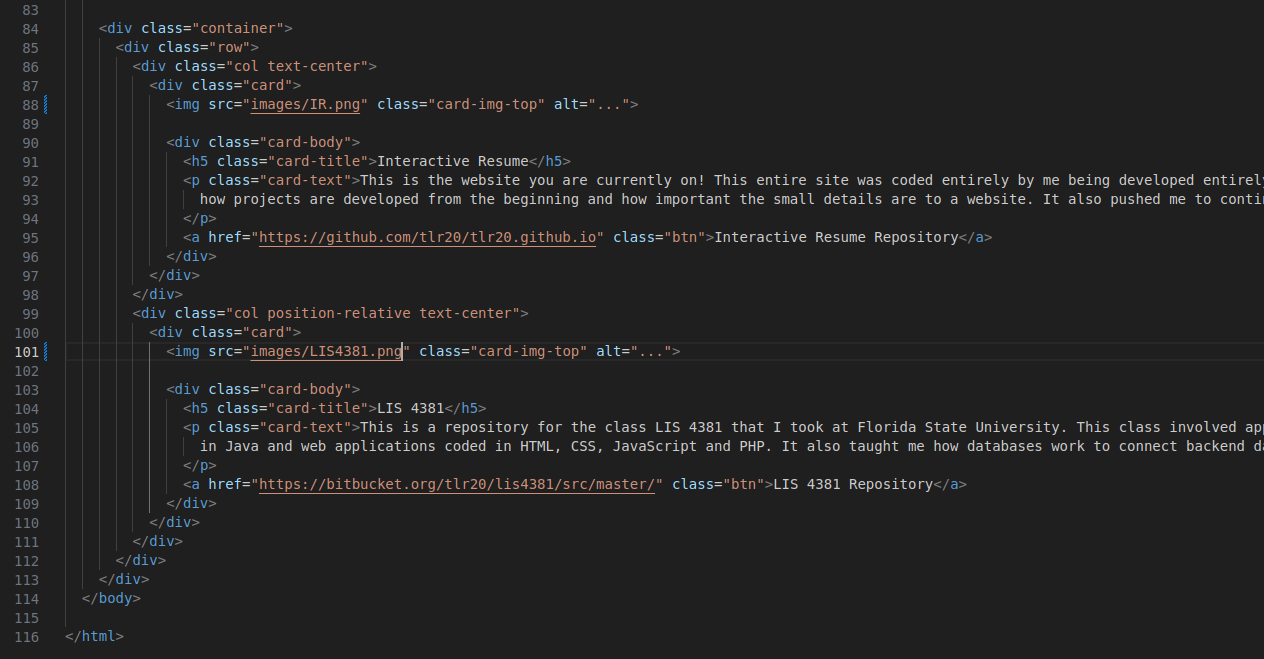 83
84 <div class="container">
85 <div class="row">
86 <div class="col text-center">
87 <div class="card">
88 <img src="images/IR.png" class="card-img-top" alt="...">
89
90 <div class="card-body">
91 <h5 class="card-title">Interactive Resume</h5>
92 <p class="card-text">This is the website you are currently on! This entire site was coded entirely by me being developed entirely
93 how projects are developed from the beginning and how important the small details are to a website. It also pushed me to conti
94 </p>
95 <a href="https://github.com/tlr20/tlr20.github.io" class="btn">Interactive Resume Repository</a>
96 </div>
97 </div>
98 </div>
99 <div class="col position-relative text-center">
100 <div class="card">
101 <img src="images/LIS4381.png" class="card-img-top" alt="...">
102
103 <div class="card-body">
104 <h5 class="card-title">LIS 4381</h5>
105 <p class="card-text">This is a repository for the class LIS 4381 that I took at Florida State University. This class involved app
106 in Java and web applications coded in HTML, CSS, JavaScript and PHP. It also taught me how databases work to connect backend da
107 </p>
108 <a href="https://bitbucket.org/tlr20/lis4381/src/master/" class="btn">LIS 4381 Repository</a>
109 </div>
110 </div>
111 </div>
112 </div>
113 </div>
114 </body>
115
116 </html>